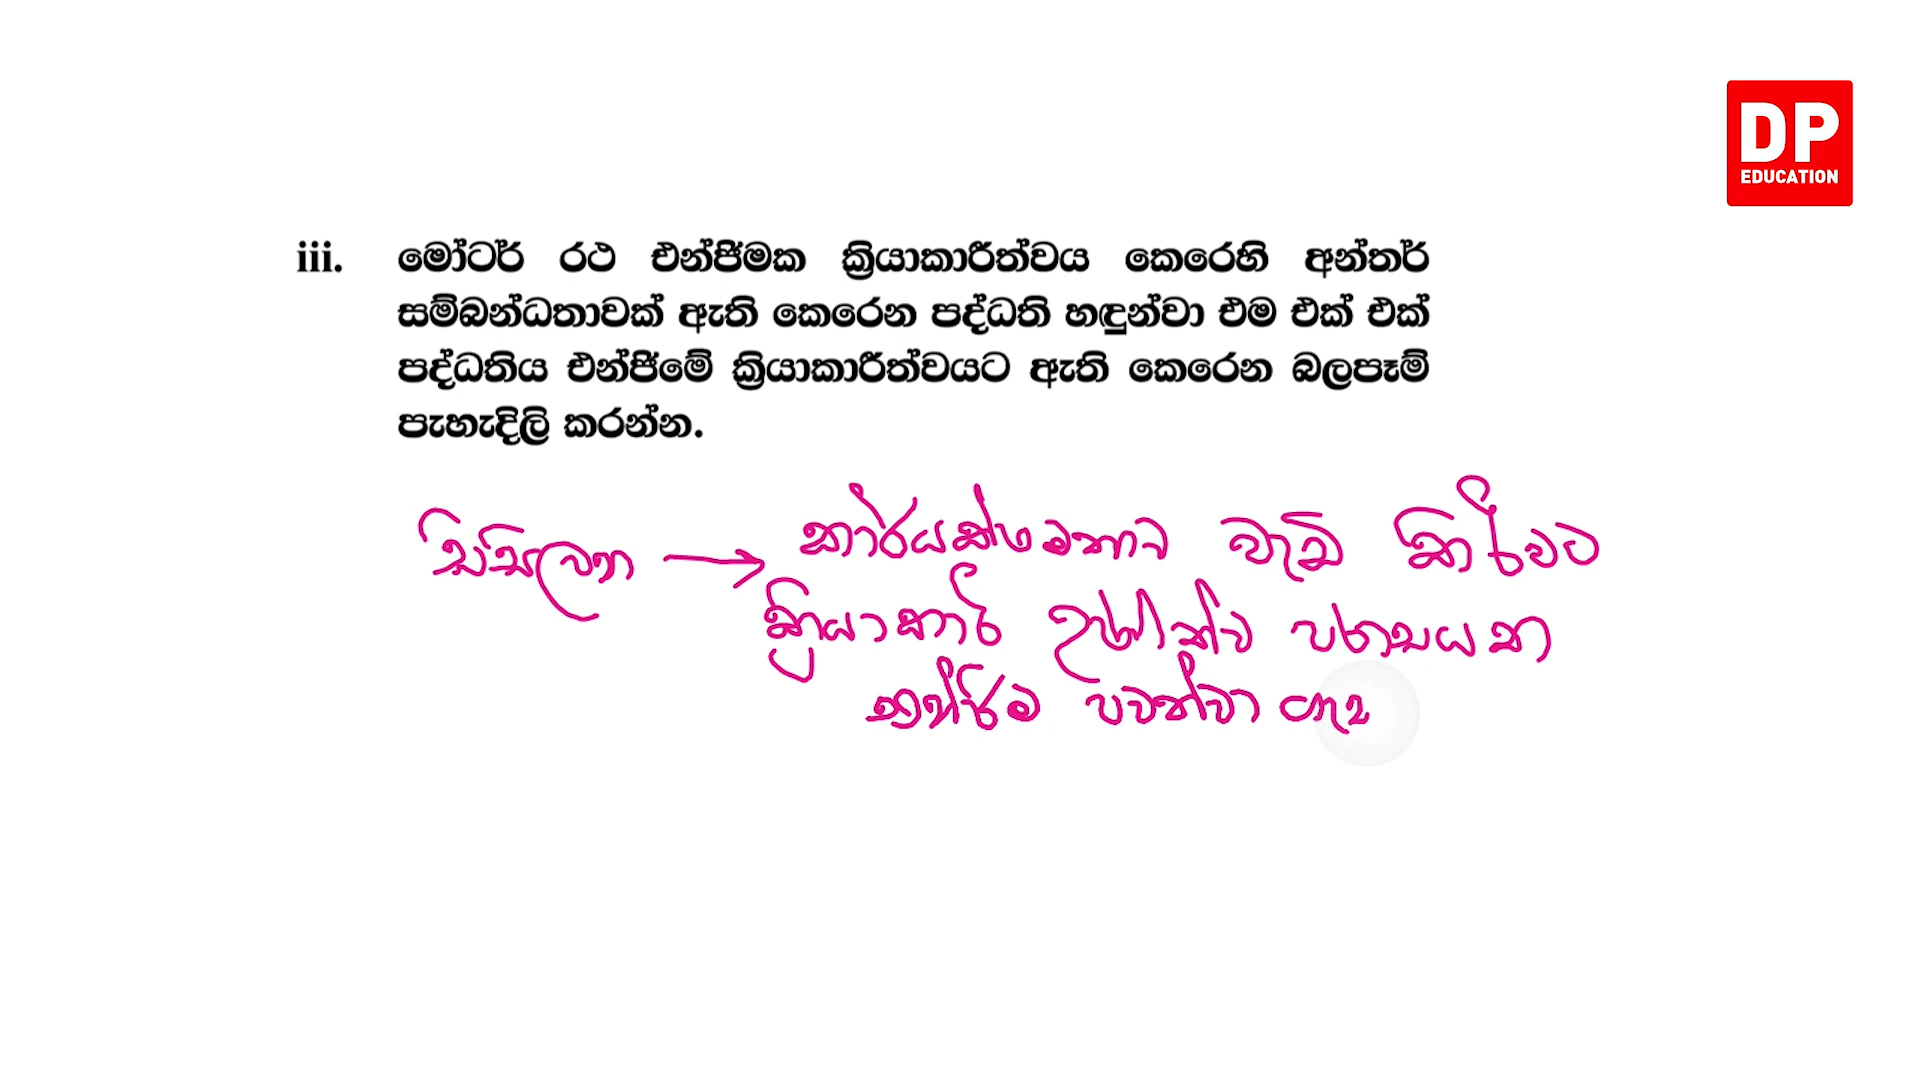 DP
EDUCATION
iii. මෝටර් රථ එන්ජිමක ක්‍රියාකාරීත්වය කෙරෙහි අන්තර්
සම්බන්ධතාවක් ඇති කෙරෙන පද්ධති හඳුන්වා එම එක් එක්
පද්ධතිය එන්ජිමේ ක්‍රියාකාරීත්වයට ඇති කෙරෙන බලපෑම්
පැහැදිලි කරන්න.
සිසිලන → කාර්යක්ෂමතාව වැඩි කිරීමට
ක්‍රියාකාරී උෂ්ණත්ව පරාසයක
එන්ජිම පවත්වා